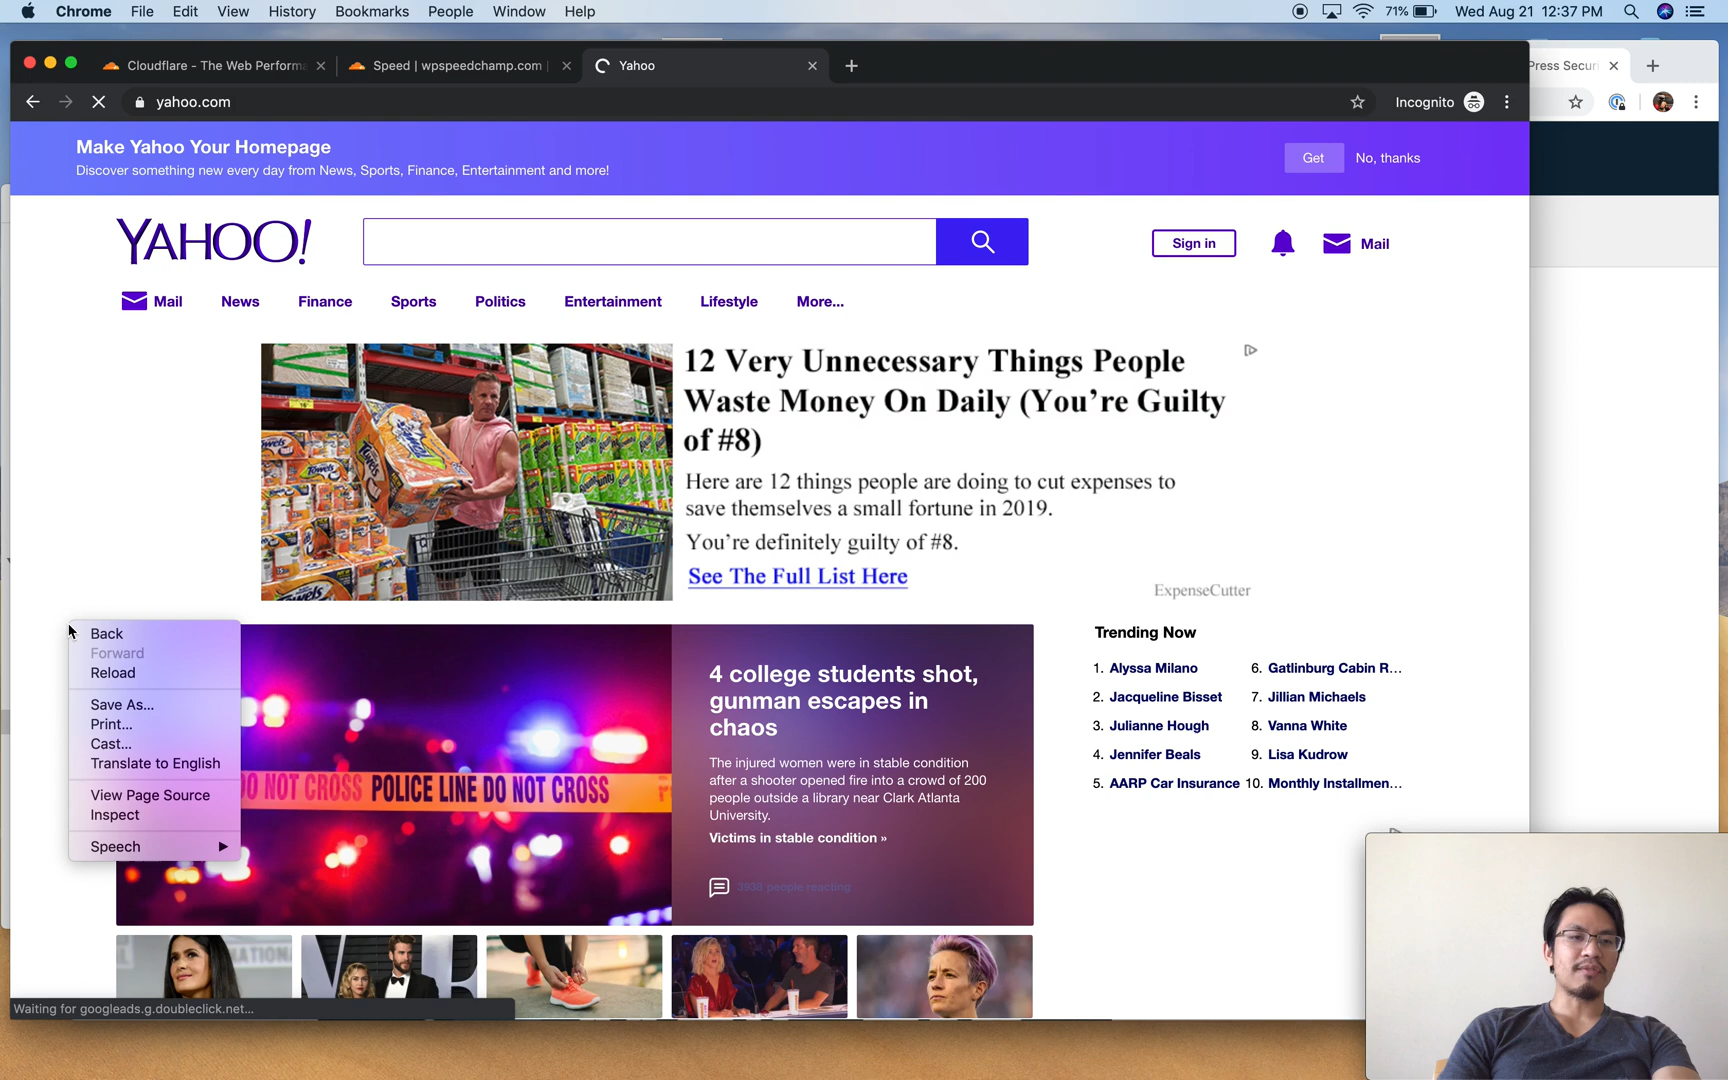 Chrome File Edit View History Bookmarks People Window Help 71% Wed Aug 21 12:37 PM
Cloudflare - The Web Performa Speed | wpspeedchamp.com | Yahoo Press Securi
yahoo.com Incognito
Make Yahoo Your Homepage
Discover something new every day from News, Sports, Finance, Entertainment and more!
Get No, thanks
YAHOO!
Sign in Mail
Mail News Finance Sports Politics Entertainment Lifestyle More...
12 Very Unnecessary Things People
Waste Money On Daily (You're Guilty
of #8)
Here are 12 things people are doing to cut expenses to
save themselves a small fortune in 2019.
You're definitely guilty of #8.
See The Full List Here
ExpenseCutter
Back
Forward
Reload
Save As...
Print...
Cast...
Translate to English
View Page Source
Inspect
Speech
DO NOT CROSS POLICE LINE DO NOT CROSS
4 college students shot,
gunman escapes in
chaos
The injured women were in stable condition
after a shooter opened fire into a crowd of 200
people outside a library near Clark Atlanta
University.
Victims in stable condition »
3938 people reacting
Trending Now
1. Alyssa Milano
2. Jacqueline Bisset
3. Julianne Hough
4. Jennifer Beals
5. AARP Car Insurance
6. Gatlinburg Cabin R...
7. Jillian Michaels
8. Vanna White
9. Lisa Kudrow
10. Monthly Installmen...
Waiting for googleads.g.doubleclick.net...